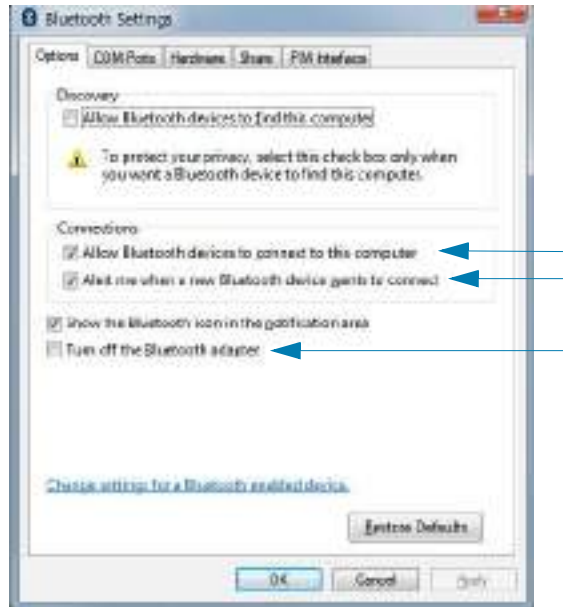 Bluetooth Settings
Options COM Ports Hardware Share PIM Interface
Discovery
Allow Bluetooth devices to find this computer
To protect your privacy, select this check box only when
you want a Bluetooth device to find this computer.
Connections
Allow Bluetooth devices to connect to this computer
Alert me when a new Bluetooth device wants to connect
Show the Bluetooth icon in the notification area
Turn off the Bluetooth adapter
Change settings for a Bluetooth enabled device.
Restore Defaults
OK Cancel Apply